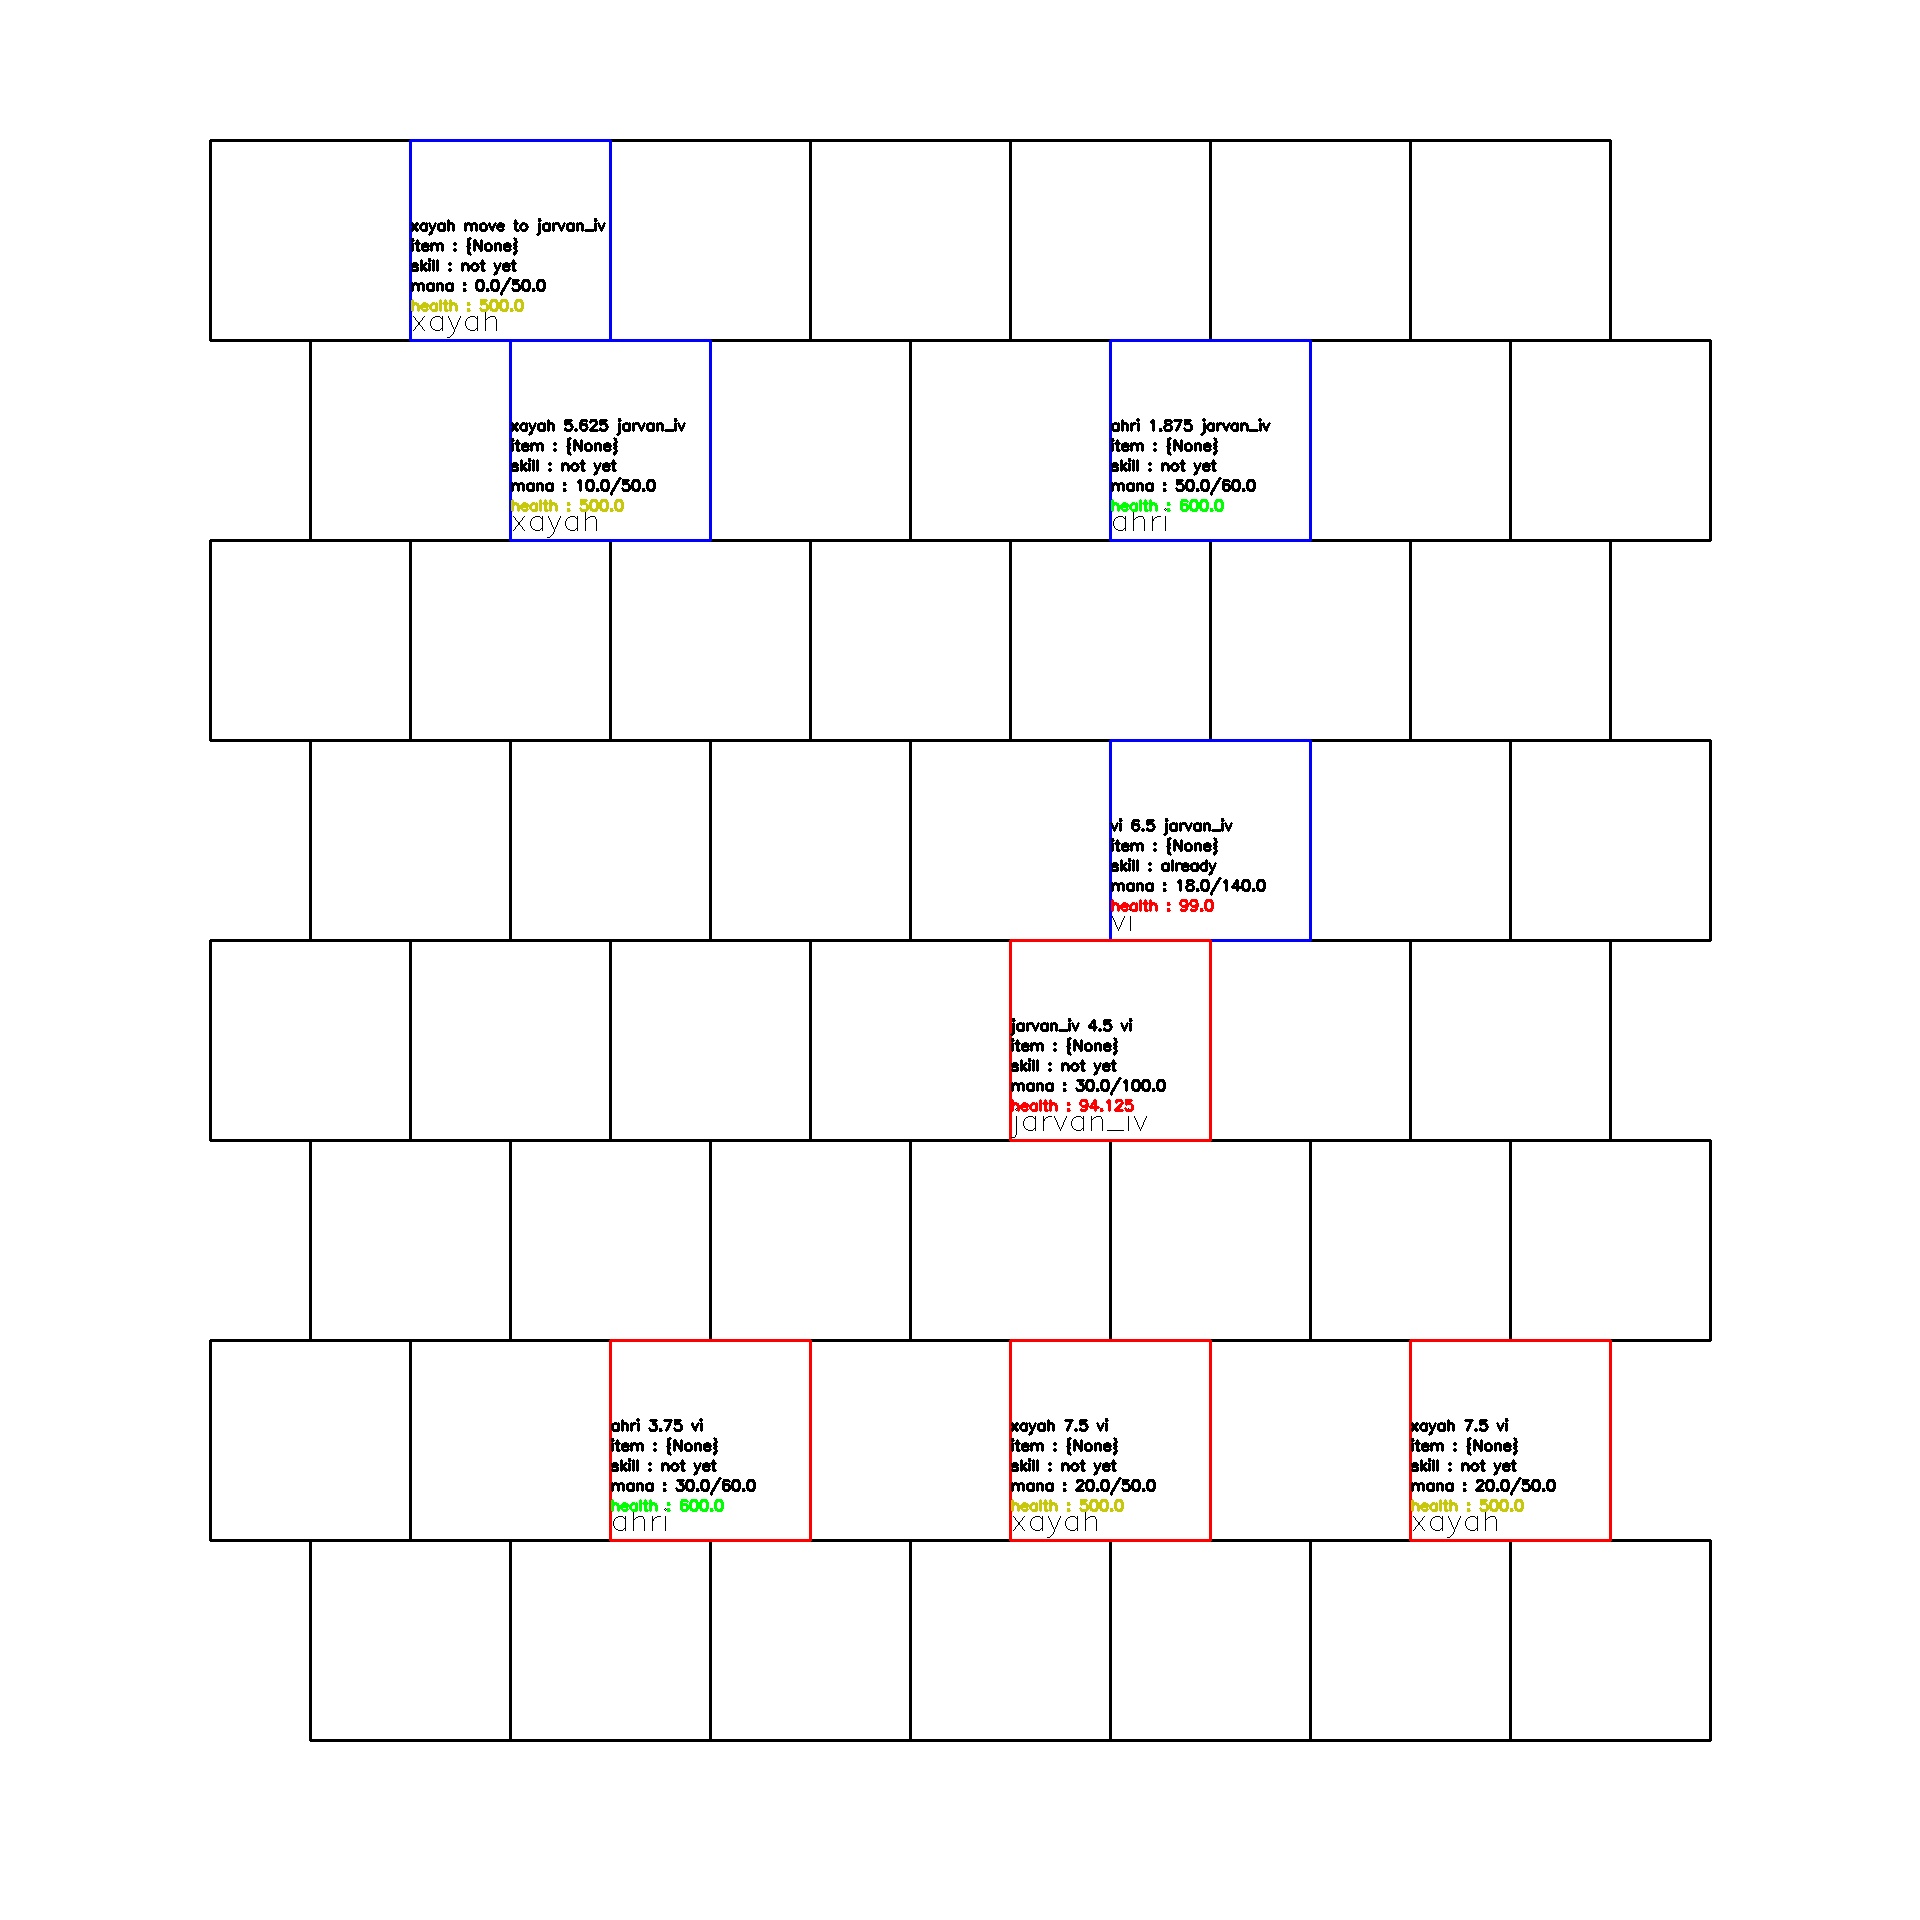 xayah move to jarvan_iv
item : {None}
skill : not yet
mana : 0.0/50.0
health : 500.0
xayah
xayah 5.625 jarvan_iv
item : {None}
skill : not yet
mana : 10.0/50.0
health : 500.0
xayah
ahri 1.875 jarvan_iv
item : {None}
skill : not yet
mana : 50.0/60.0
health : 600.0
ahri
vi 6.5 jarvan_iv
item : {None}
skill : already
mana : 18.0/140.0
health : 99.0
vi
jarvan_iv 4.5 vi
item : {None}
skill : not yet
mana : 30.0/100.0
health : 94.125
jarvan_iv
ahri 3.75 vi
item : {None}
skill : not yet
mana : 30.0/60.0
health : 600.0
ahri
xayah 7.5 vi
item : {None}
skill : not yet
mana : 20.0/50.0
health : 500.0
xayah
xayah 7.5 vi
item : {None}
skill : not yet
mana : 20.0/50.0
health : 500.0
xayah